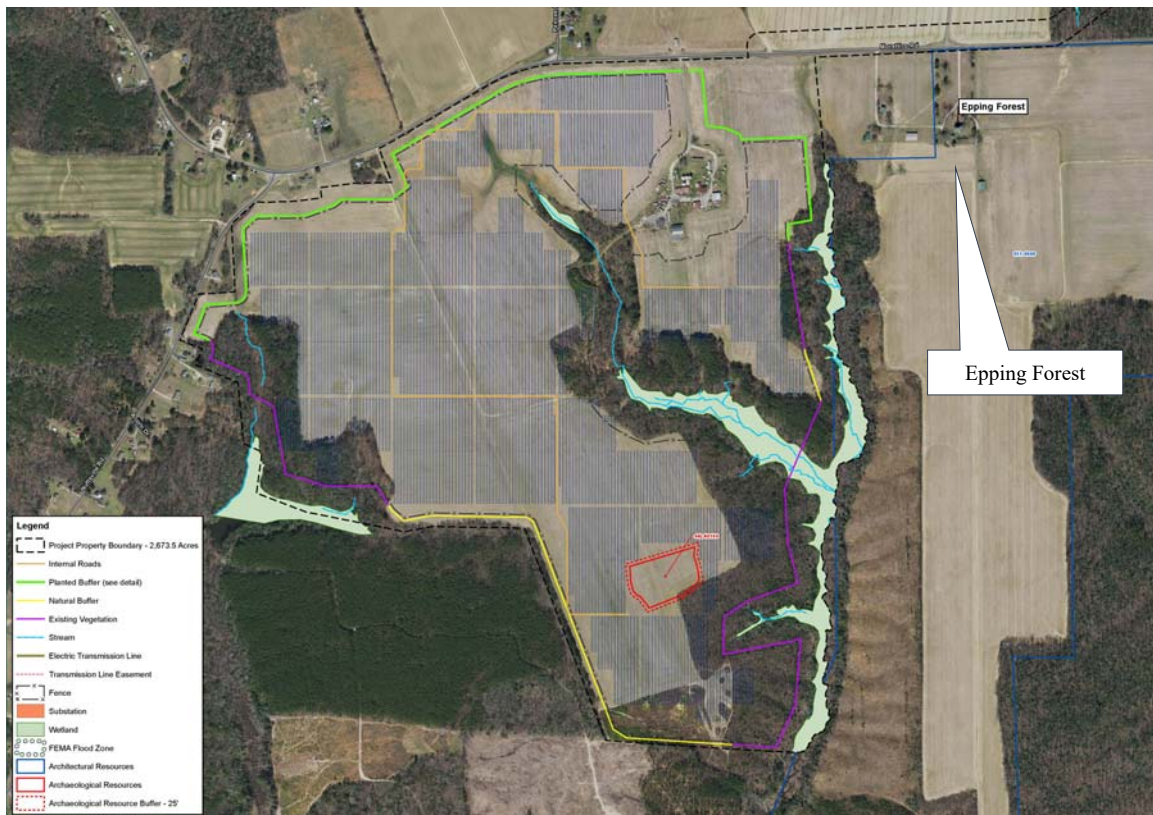 Epping Forest
Epping Forest
Legend
Project Property Boundary - 2,673.5 Acres
Internal Roads
Planted Buffer (see detail)
Natural Buffer
Existing Vegetation
Stream
Electric Transmission Line
Transmission Line Easement
Fence
Substation
Wetland
FEMA Flood Zone
Architectural Resources
Archaeological Resources
Archaeological Resource Buffer - 25'